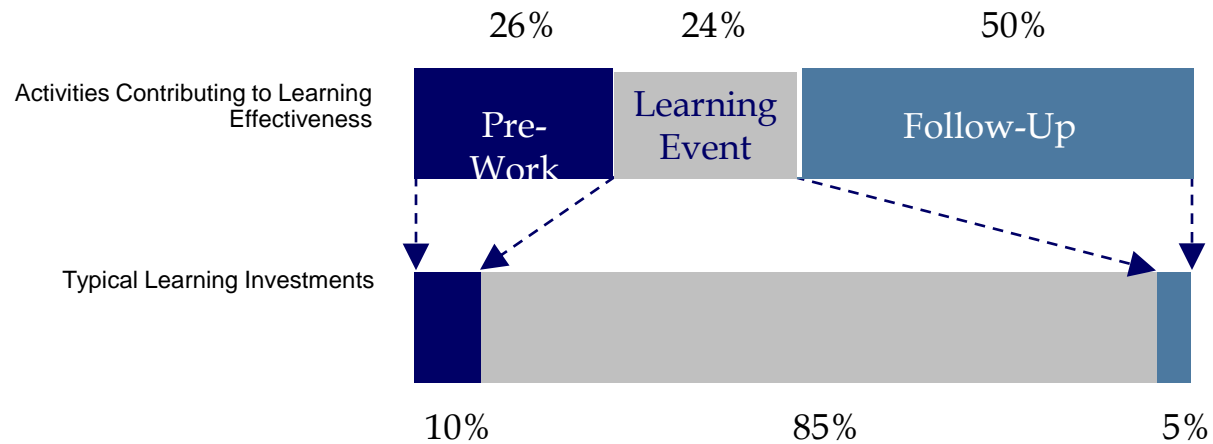 26% 24% 50%
Activities Contributing to Learning
Effectiveness
Pre-
Work
Learning
Event
Follow-Up
Typical Learning Investments
10% 85% 5%